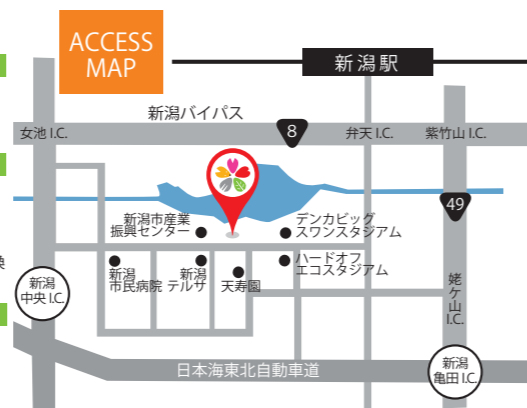 ACCESS
MAP
新潟駅
新潟バイパス
女池 I.C.
8
弁天 I.C.
紫竹山 I.C.
49
新潟市産業
振興センター
デンカビッグ
スワンスタジアム
換
新潟
市民病院
新潟
テルサ
天寿園
ハードオフ
エコスタジアム
新潟
中央 I.C.
姥ケ山
I.C.
日本海東北自動車道
新潟
亀田 I.C.